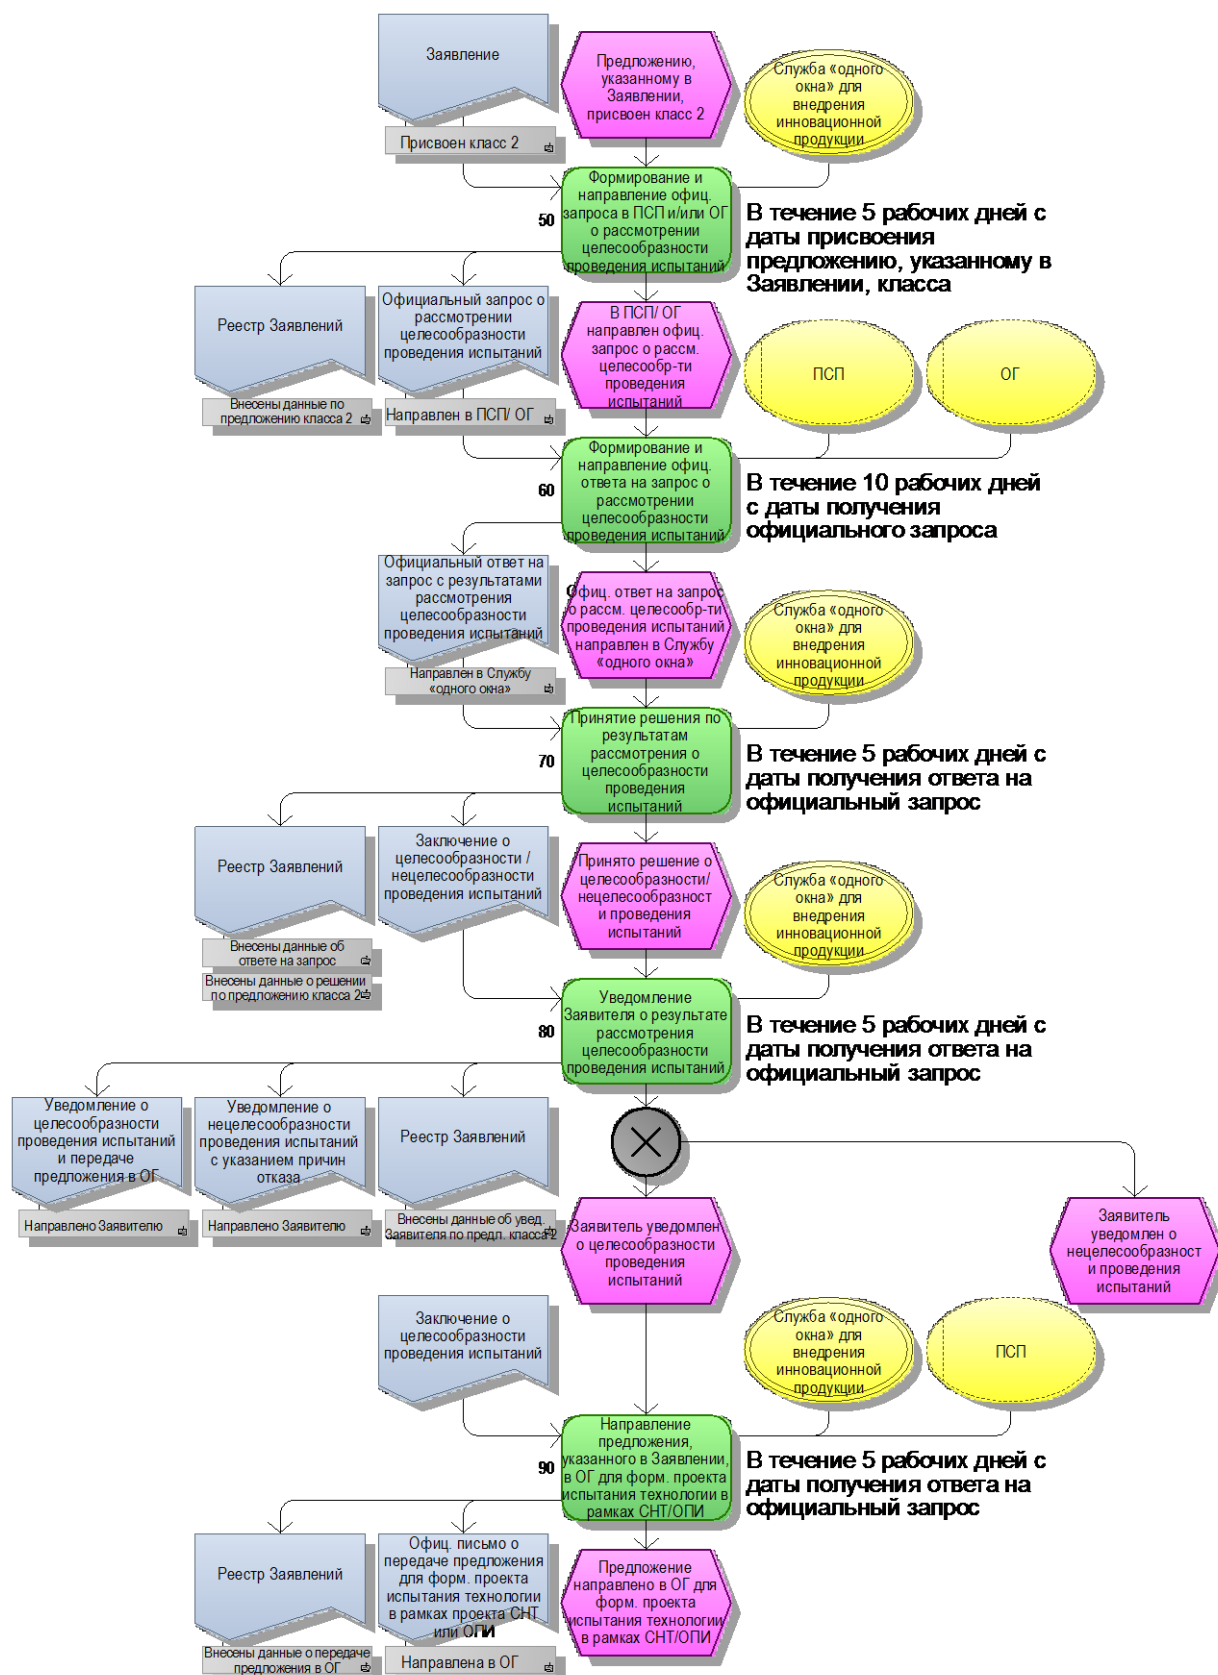 Заявление
Присвоен класс 2
Предложению,
указанному в
Заявлении,
присвоен класс 2
Служба «одного
окна» для
внедрения
инновационной
продукции
50
Формирование и
направление офиц.
запроса в ПСП и/или ОГ
о рассмотрении
целесообразности
проведения испытаний
В течение 5 рабочих дней с
даты присвоения
предложению, указанному в
Заявлении, класса
Реестр Заявлений
Внесены данные по
предложению класса 2
Официальный запрос о
рассмотрении
целесообразности
проведения испытаний
Направлен в ПСП/ ОГ
В ПСП/ ОГ
направлен офиц.
запрос о рассм.
целесообр-ти
проведения
испытаний
ПСП
ОГ
60
Формирование и
направление офиц.
ответа на запрос о
рассмотрении
целесообразности
проведения испытаний
В течение 10 рабочих дней
с даты получения
официального запроса
Официальный ответ на
запрос с результатами
рассмотрения
целесообразности
проведения испытаний
Направлен в Службу
«одного окна»
Офиц. ответ на запрос
о рассм. целесообр-ти
проведения испытаний
направлен в Службу
«одного окна»
Служба «одного
окна» для
внедрения
инновационной
продукции
70
Принятие решения по
результатам
рассмотрения о
целесообразности
проведения
испытаний
В течение 5 рабочих дней с
даты получения ответа на
официальный запрос
Реестр Заявлений
Внесены данные об
ответе на запрос
Внесены данные о решении
по предложению класса 2
Заключение о
целесообразности /
нецелесообразности
проведения испытаний
Принято решение о
целесообразности/
нецелесообразност
и проведения
испытаний
Служба «одного
окна» для
внедрения
инновационной
продукции
80
Уведомление
Заявителя о результате
рассмотрения
целесообразности
проведения испытаний
В течение 5 рабочих дней с
даты получения ответа на
официальный запрос
Уведомление о
целесообразности
проведения испытаний
и передаче
предложения в ОГ
Направлено Заявителю
Уведомление о
нецелесообразности
проведения испытаний
с указанием причин
отказа
Направлено Заявителю
Реестр Заявлений
Внесены данные об увед.
Заявителя по предл. класса 2
Заявитель уведомлен
о целесообразности
проведения
испытаний
Заявитель
уведомлен о
нецелесообразност
и проведения
испытаний
Заключение о
целесообразности
проведения испытаний
Служба «одного
окна» для
внедрения
инновационной
продукции
ПСП
90
Направление
предложения,
указанного в Заявлении,
в ОГ для форм. проекта
испытания технологии в
рамках СНТ/ОПИ
В течение 5 рабочих дней с
даты получения ответа на
официальный запрос
Реестр Заявлений
Внесены данные о передаче
предложения в ОГ
Офиц. письмо о
передаче предложения
для форм. проекта
испытания технологии
в рамках проекта СНТ
или ОПИ
Направлена в ОГ
Предложение
направлено в ОГ для
форм. проекта
испытания технологии
в рамках СНТ/ОПИ